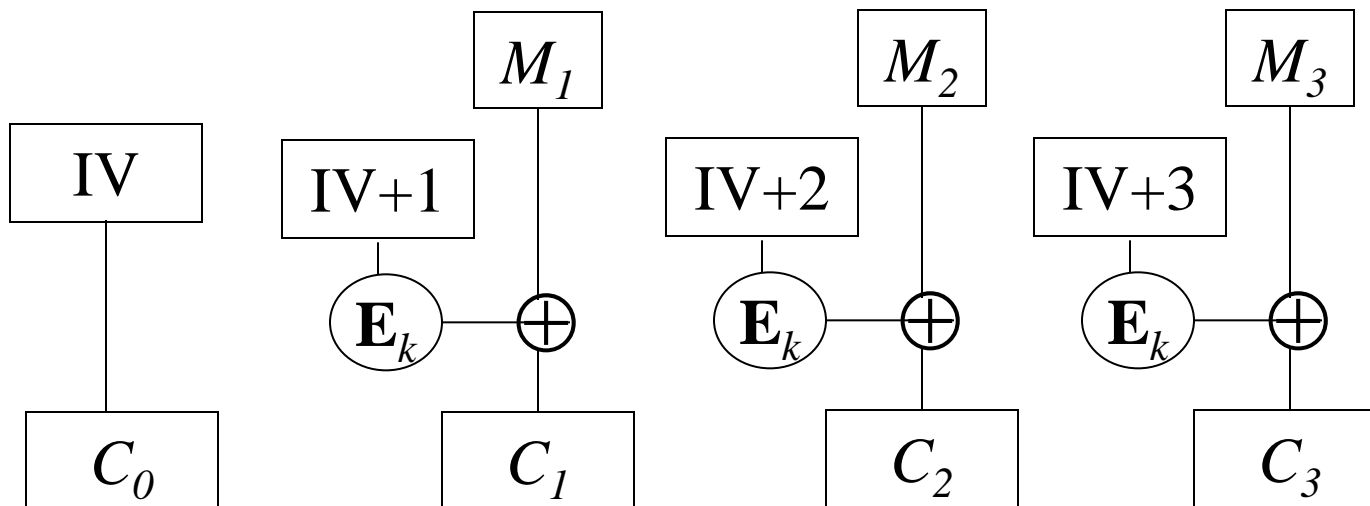 M₁ M₂ M₃
IV IV+1 IV+2 IV+3
Eₖ Eₖ Eₖ
C₀ C₁ C₂ C₃